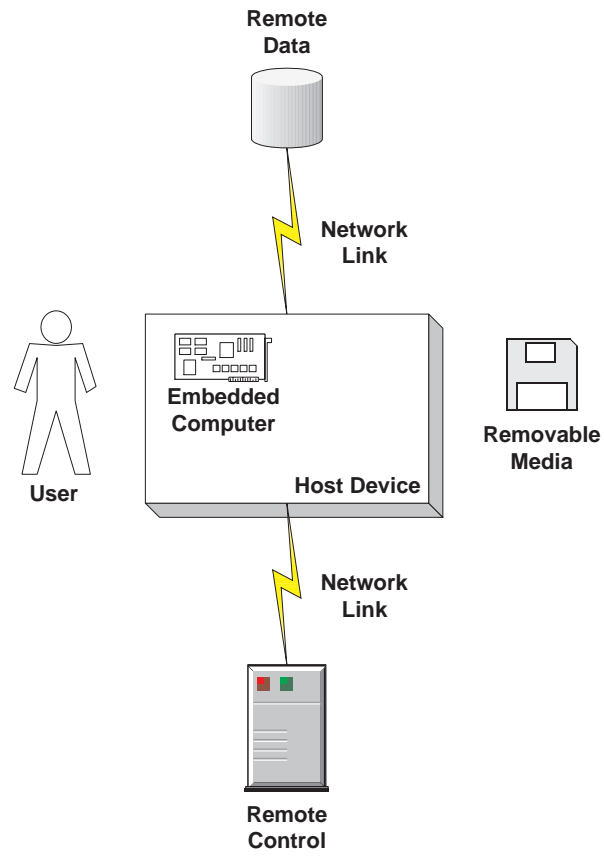 Remote
Data
Network
Link
Embedded
Computer
User
Host Device
Removable
Media
Network
Link
Remote
Control